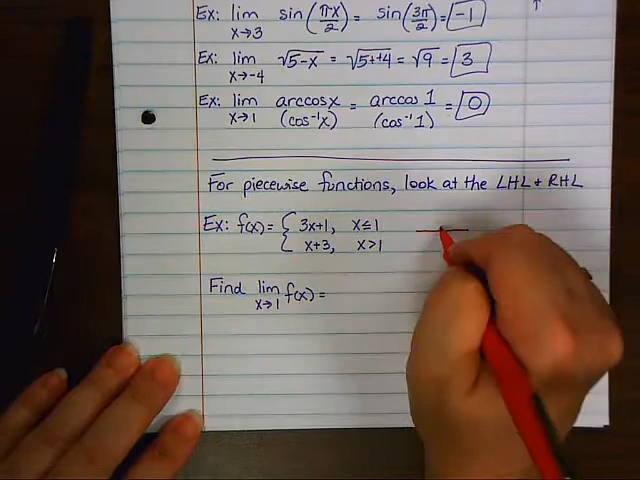 Ex: lim x→3 sin(πx/2) = sin(3π/2) = -1
Ex: lim x→-4 √5-x = √5++4 = √9 = 3
Ex: lim x→1 arccosx = arccos 1 = 0
(cos⁻¹x) (cos⁻¹1)
For piecewise functions, look at the LHL + RHL
Ex: f(x) = { 3x+1, x≤1
x+3, x>1
Find lim x→1 f(x) =